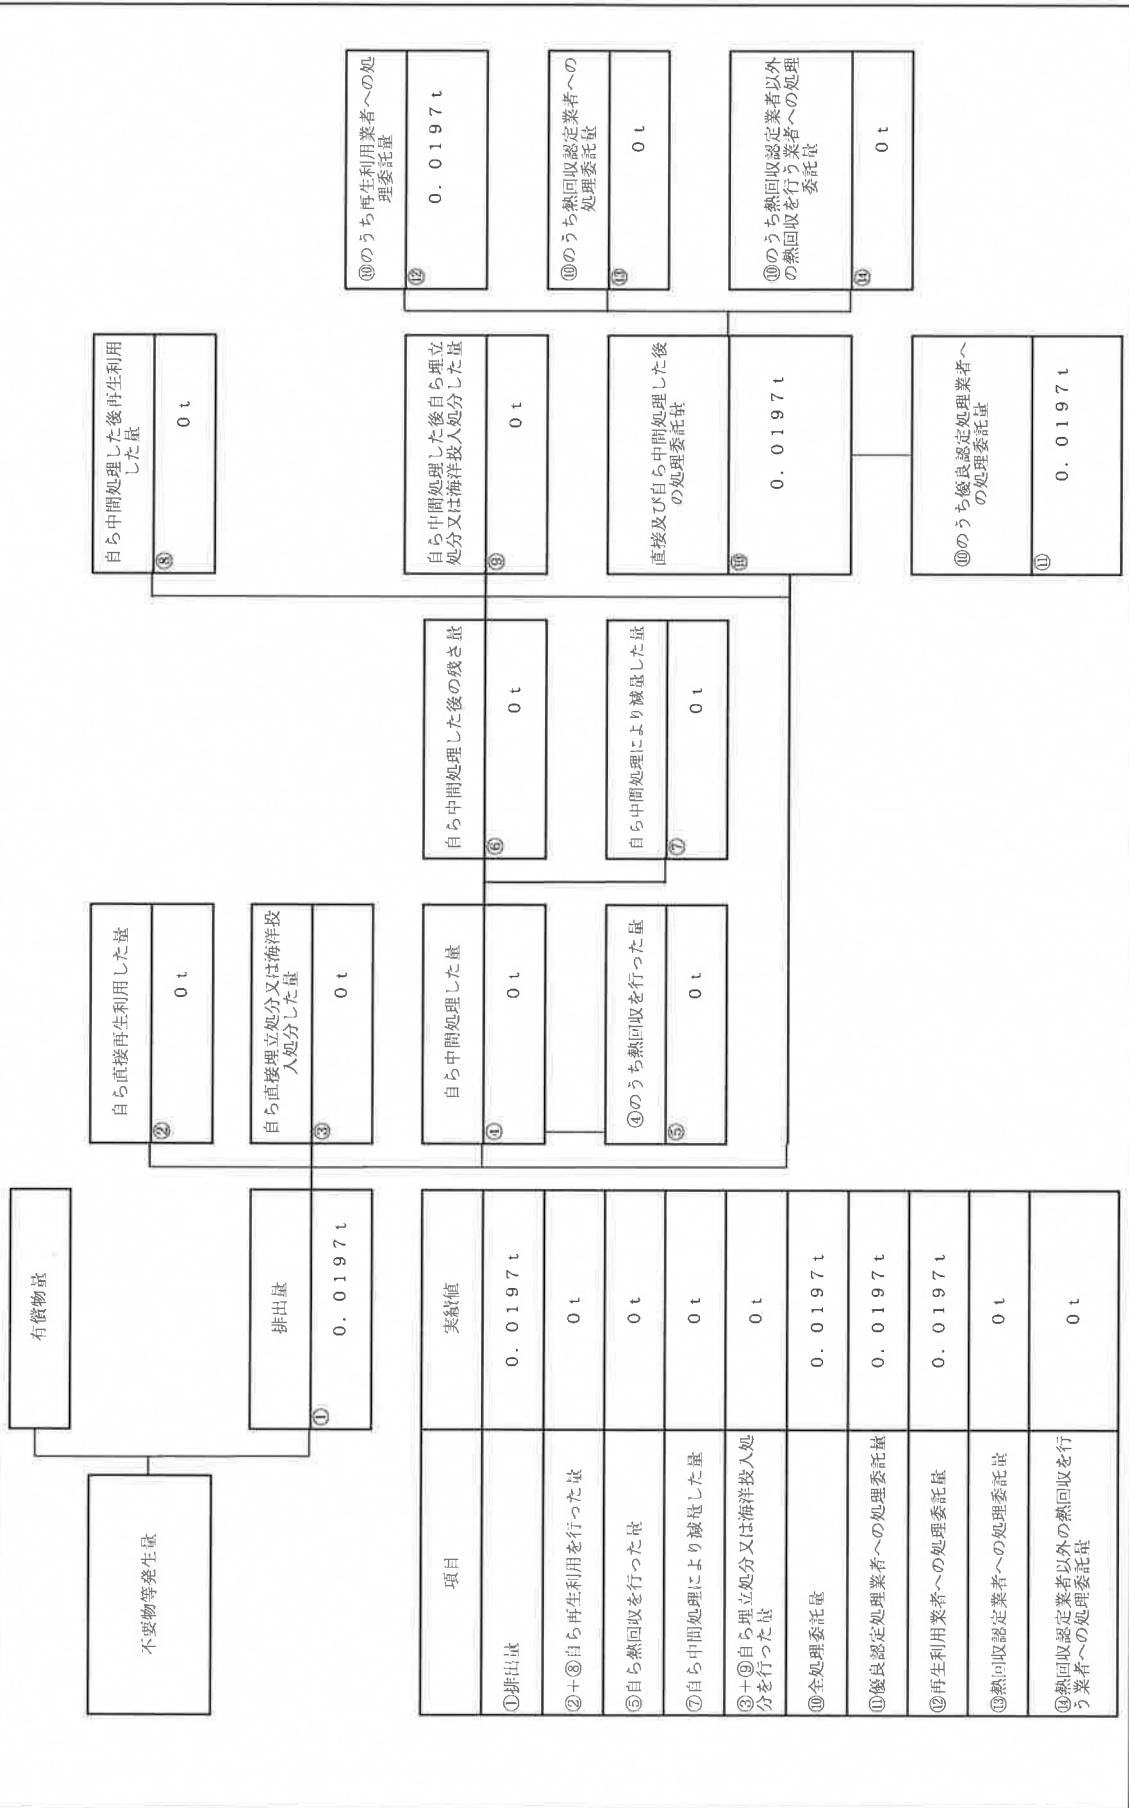 不要物等発生量
有償物量
排出量
①
0.0197t
自ら直接再生利用した量
②
0t
自ら直接埋立処分又は海洋投
入処分した量
③
0t
自ら中間処理した量
④
0t
④のうち熱回収を行った量
⑤
0t
自ら中間処理した後の残さ量
⑥
0t
自ら中間処理により減量した量
⑦
0t
自ら中間処理した後再生利用
した量
⑧
0t
自ら中間処理した後自ら埋立
処分又は海洋投入処分した量
⑨
0t
直接及び自ら中間処理した後
の処理委託量
⑩
0.0197t
⑩のうち優良認定処理業者へ
の処理委託量
⑪
0.0197t
⑩のうち再生利用業者への処
理委託量
⑫
0.0197t
⑩のうち熱回収認定業者への
処理委託量
⑬
0t
⑩のうち熱回収認定業者以外
の熱回収を行う業者への処理
委託量
⑭
0t
項目 実績値
①排出量 0.0197t
②+⑧自ら再生利用を行った量 0t
⑤自ら熱回収を行った量 0t
⑦自ら中間処理により減量した量 0t
③+⑨自ら埋立処分又は海洋投入処
分を行った量 0t
⑩全処理委託量 0.0197t
⑪優良認定処理業者への処理委託量 0.0197t
⑫再生利用業者への処理委託量 0.0197t
⑬熱回収認定業者への処理委託量 0t
⑭熱回収認定業者以外の熱回収を行
う業者への処理委託量 0t